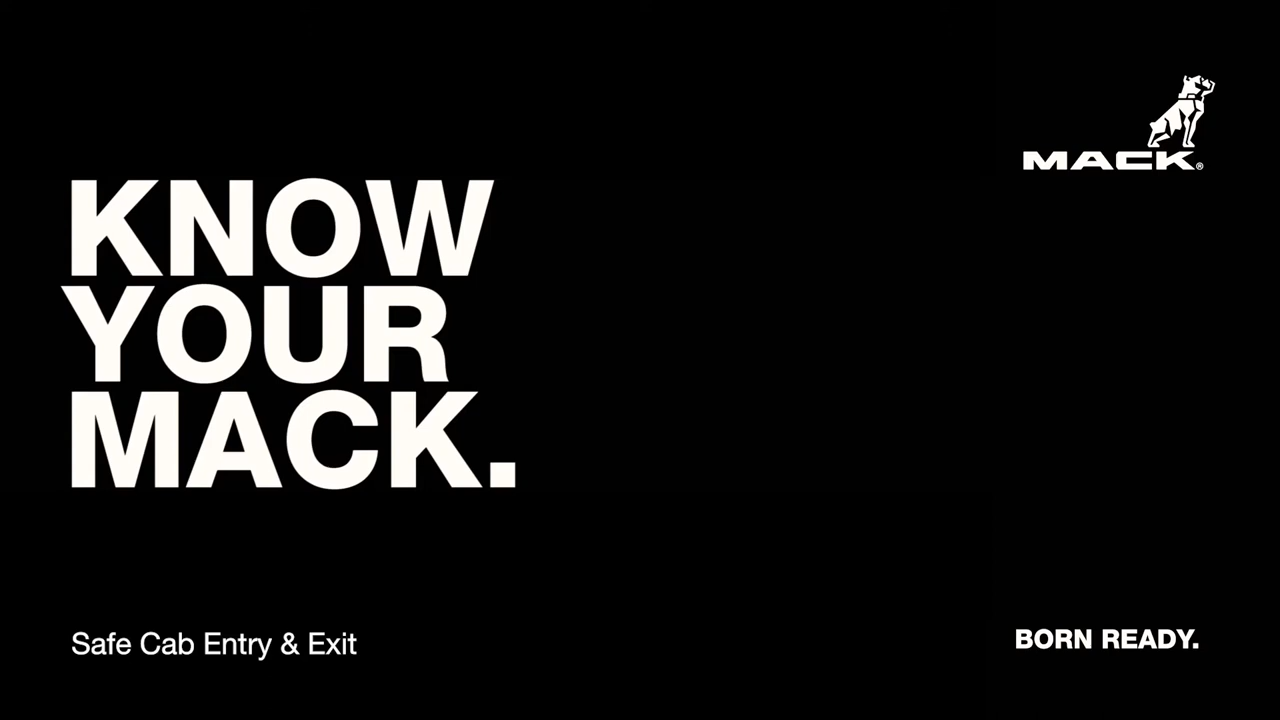 MACK®
KNOW
YOUR
MACK.
Safe Cab Entry & Exit
BORN READY.